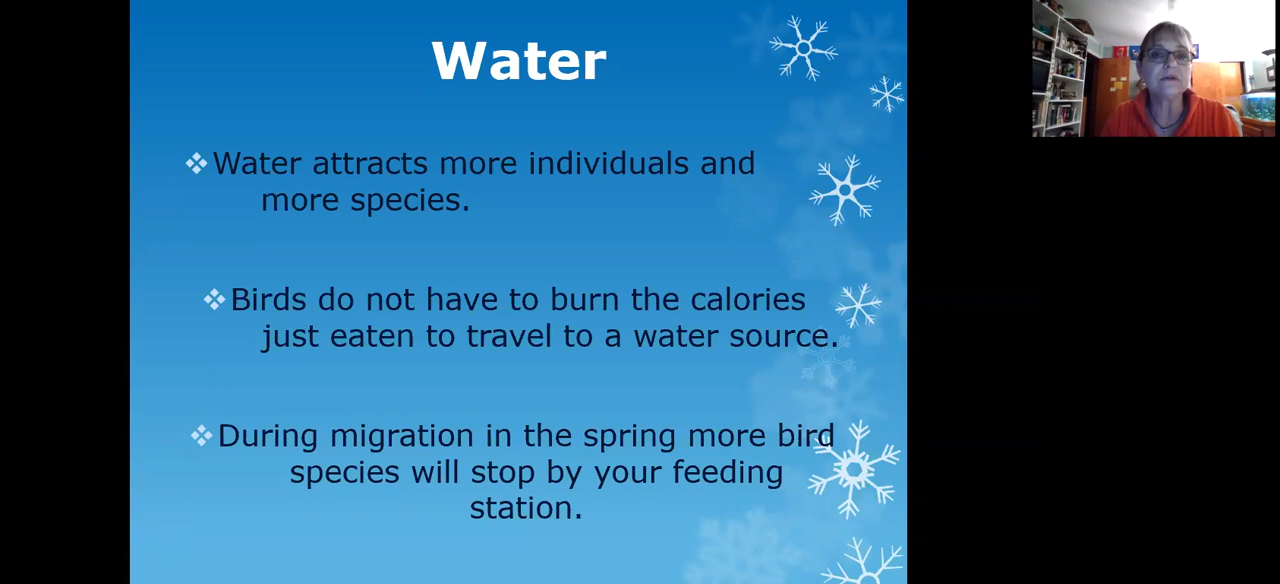 Water
❖Water attracts more individuals and
more species.
❖Birds do not have to burn the calories
just eaten to travel to a water source.
❖During migration in the spring more bird
species will stop by your feeding
station.